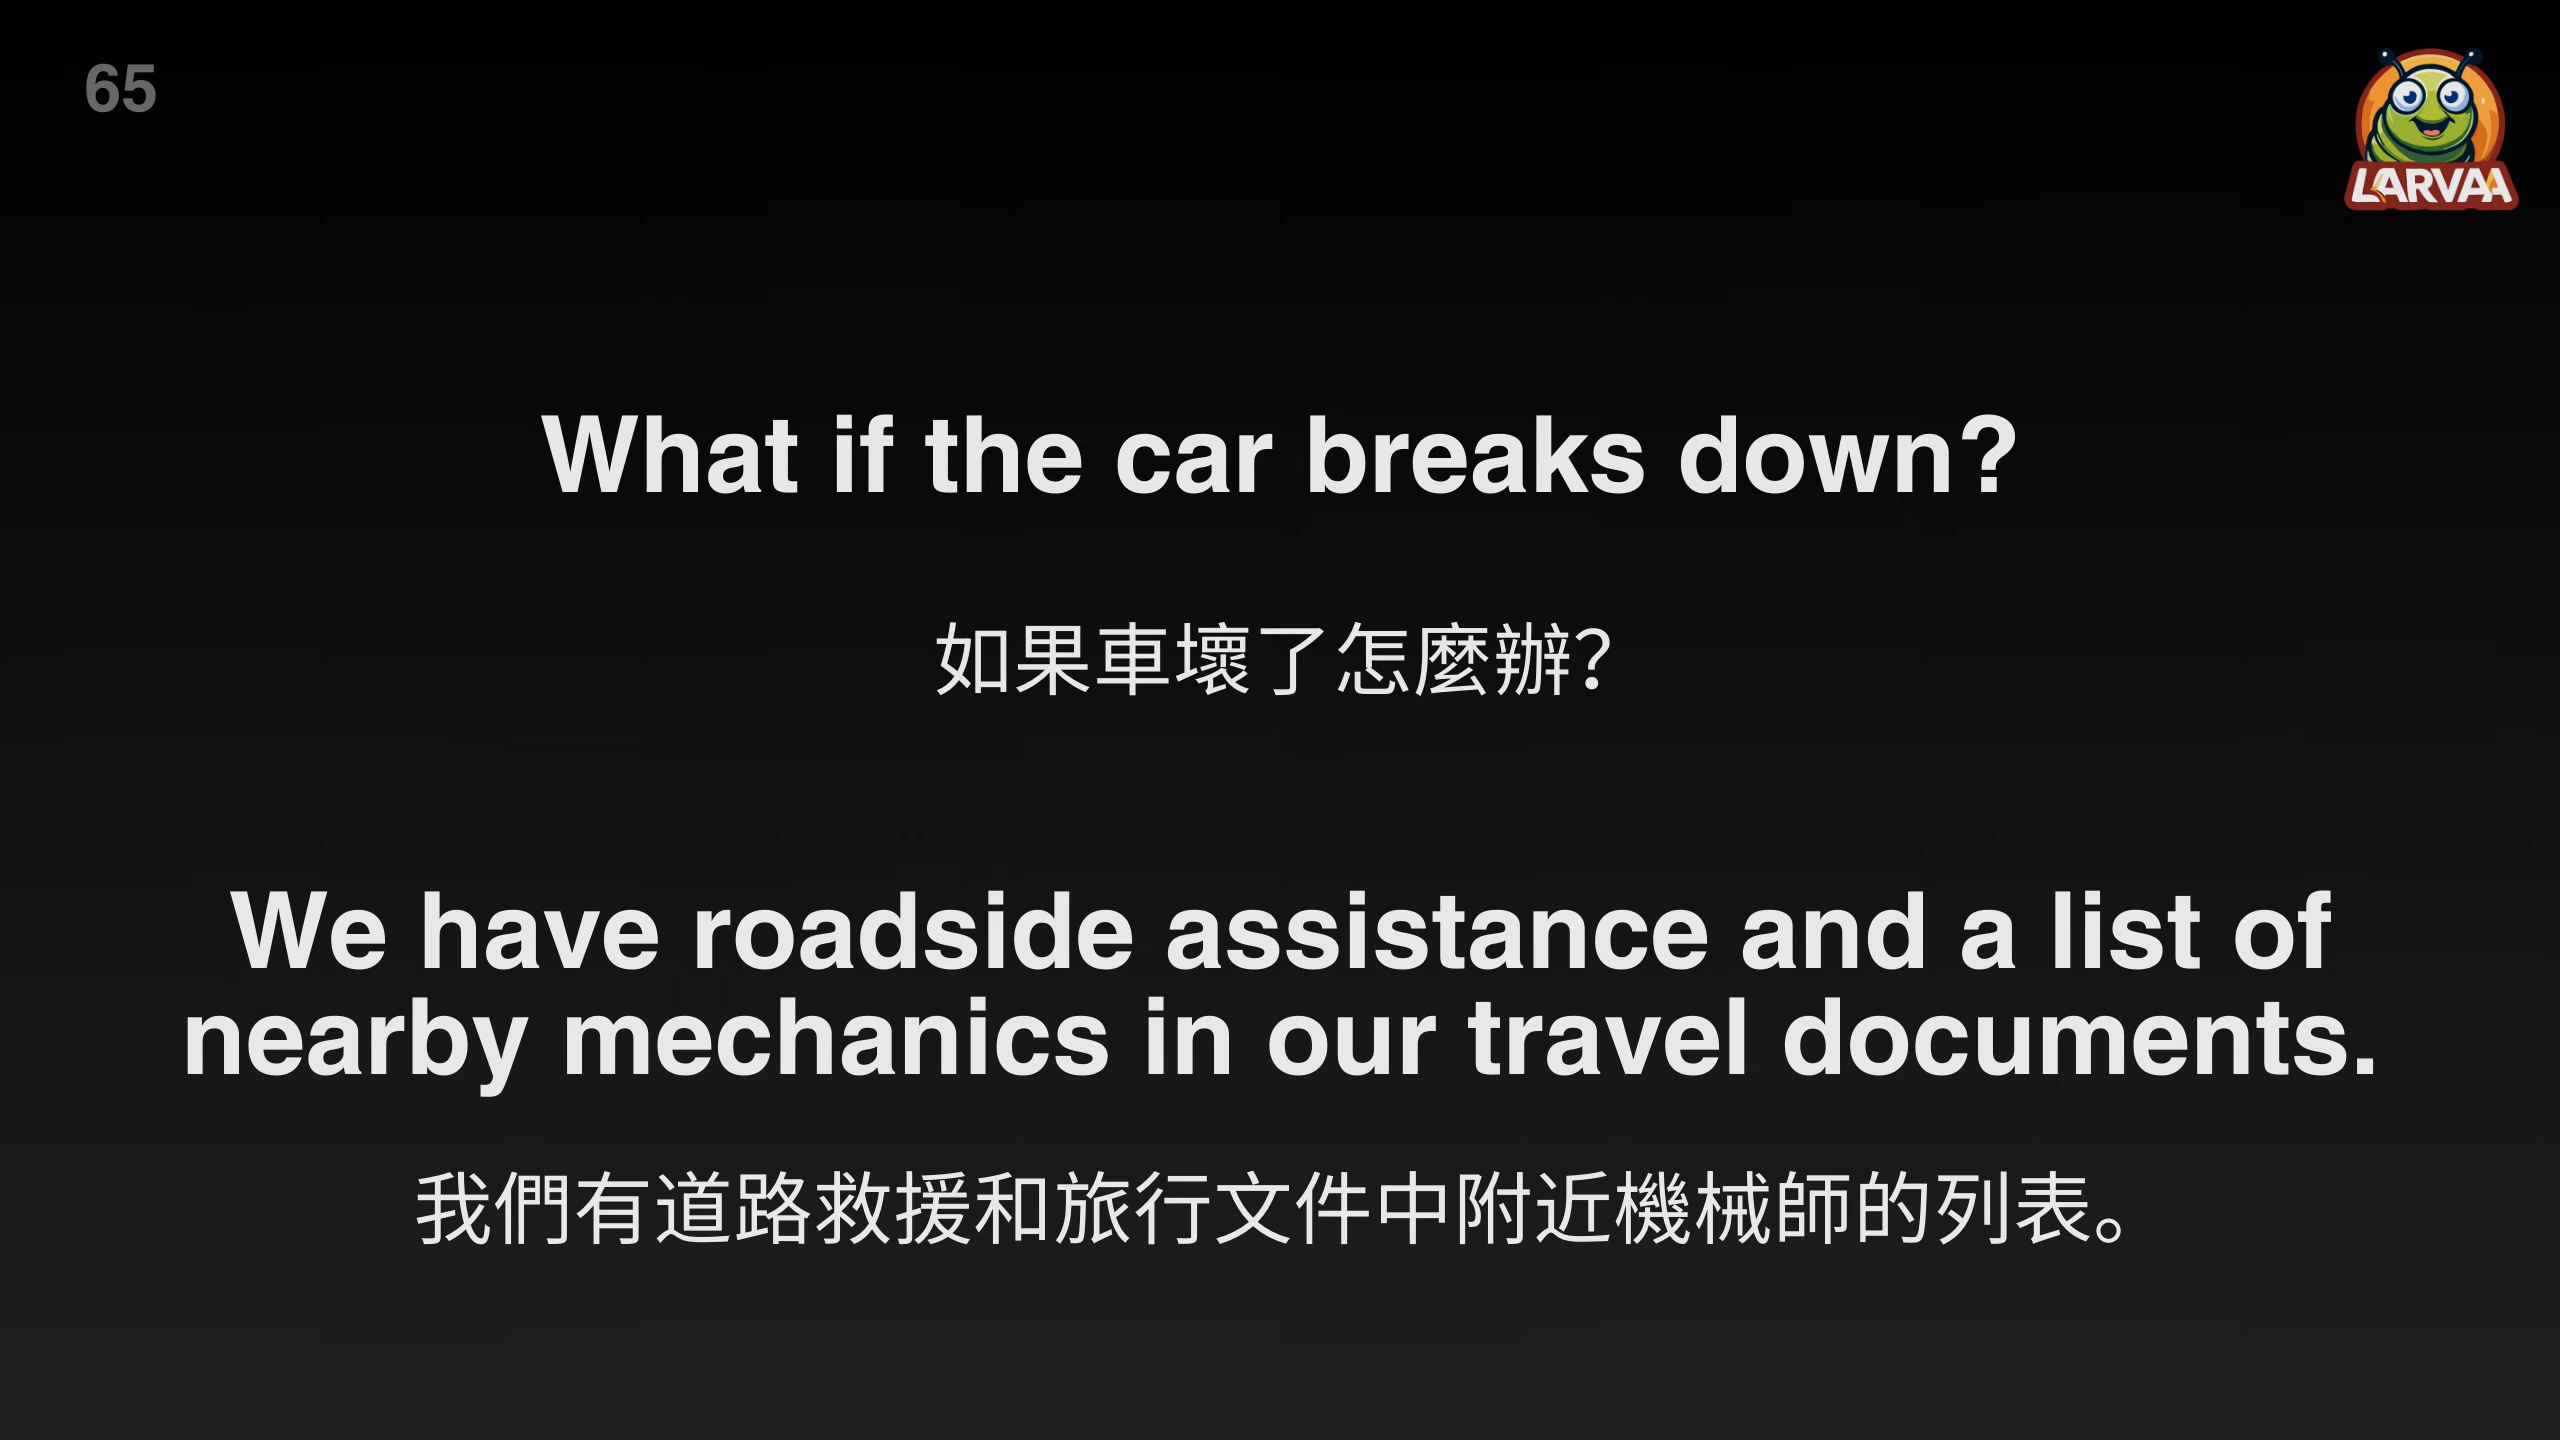 65
LARVAA
What if the car breaks down?
如果車壞了怎麼辦？
We have roadside assistance and a list of
nearby mechanics in our travel documents.
我們有道路救援和旅行文件中附近機械師的列表。